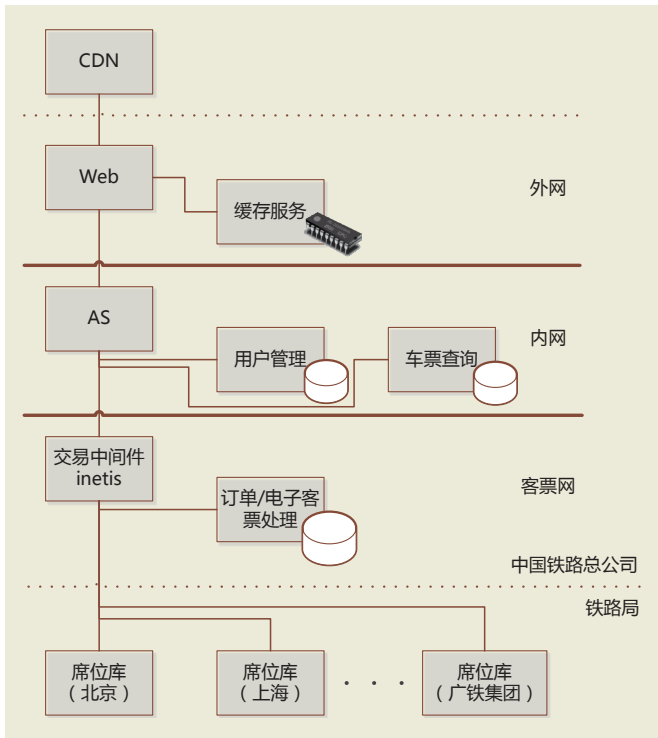 CDN
Web
外网
缓存服务
AS
内网
用户管理
车票查询
交易中间件
inetis
客票网
订单/电子客
票处理
中国铁路总公司
铁路局
席位库
（北京）
席位库
（上海）
· · ·
席位库
（广铁集团）